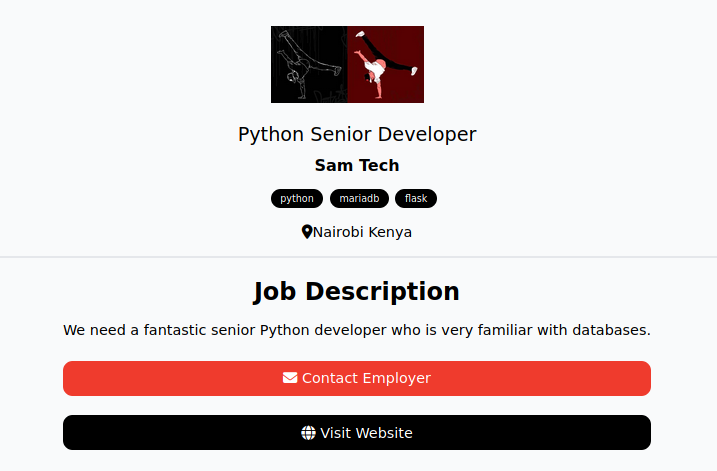 Python Senior Developer
Sam Tech
python mariadb flask
Nairobi Kenya
Job Description
We need a fantastic senior Python developer who is very familiar with databases.
Contact Employer
Visit Website